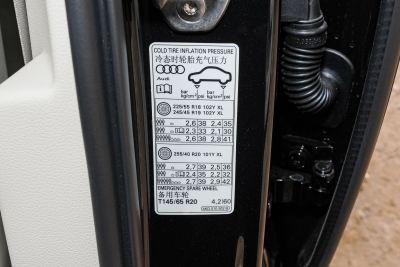 COLD TIRE INFLATION PRESSURE
冷态时轮胎充气压力
Audi
bar kg/cm² psi bar kg/cm² psi
225/55 R18 102Y XL
245/45 R19 102Y XL
2,6 38 2,4 35
2,3 33 2,1 30
2,6 38 2,8 41
255/40 R20 101Y XL
2,7 39 2,5 36
2,4 35 2,2 32
2,7 39 2,9 42
EMERGENCY SPARE WHEEL
备用车轮
T145/65 R20 4,2 60